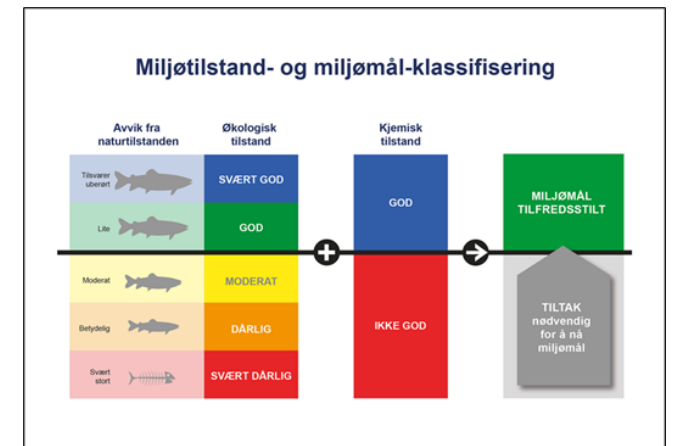 Miljøtilstand- og miljømål-klassifisering
Avvik fra
naturtilstanden
Økologisk
tilstand
Kjemisk
tilstand
Tilsvarer
uberørt
SVÆRT GOD
Lite
GOD
Moderat
MODERAT
Betydelig
DÅRLIG
Svært
stort
SVÆRT DÅRLIG
GOD
IKKE GOD
MILJØMÅL
TILFREDSSTILT
TILTAK
nødvendig
for å nå
miljømål